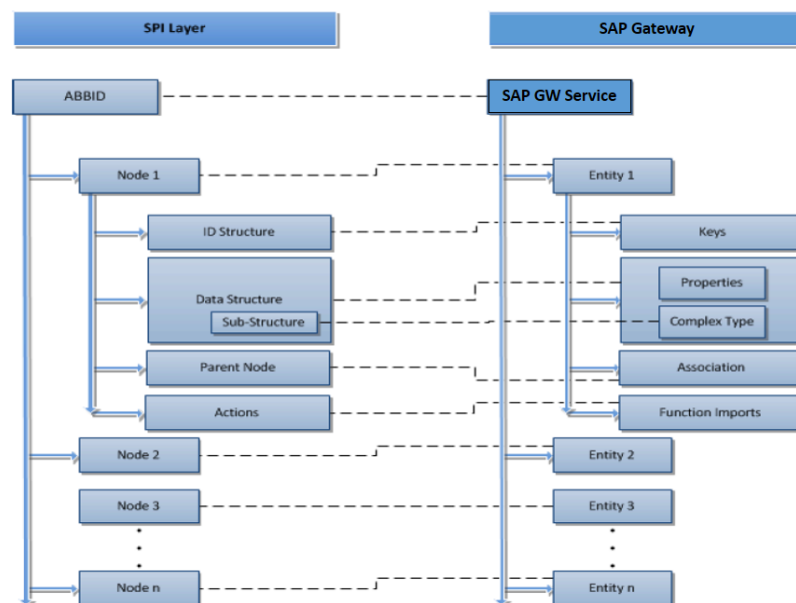 SPI Layer
SAP Gateway
ABBID
SAP GW Service
Node 1
Entity 1
ID Structure
Keys
Data Structure
Properties
Sub-Structure
Complex Type
Parent Node
Association
Actions
Function Imports
Node 2
Entity 2
Node 3
Entity 3
Node n
Entity n